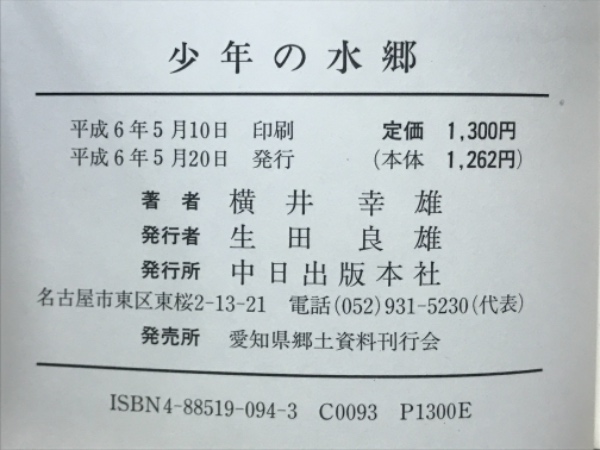 少年の水郷
平成6年5月10日 印刷 定価 1,300円
平成6年5月20日 発行 (本体 1,262円)
著者 横井幸雄
発行者 生田良雄
発行所 中日出版本社
名古屋市東区東桜2-13-21 電話(052)931-5230(代表)
発売所 愛知県郷土資料刊行会
ISBN4-88519-094-3 C0093 P1300E